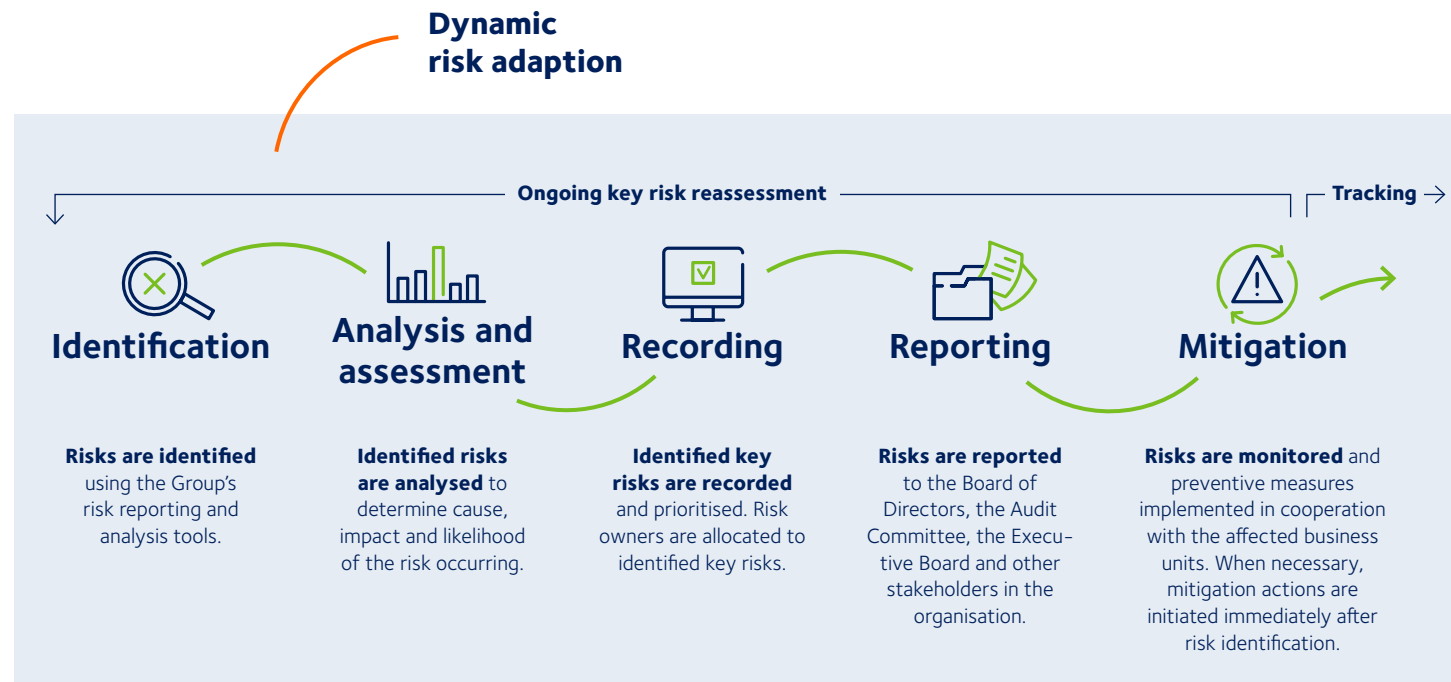 Dynamic
risk adaption
Ongoing key risk reassessment
Tracking
Identification
Analysis and
assessment
Recording
Reporting
Mitigation
Risks are identified
using the Group's
risk reporting and
analysis tools.
Identified risks
are analysed to
determine cause,
impact and likelihood
of the risk occurring.
Identified key
risks are recorded
and prioritised. Risk
owners are allocated to
identified key risks.
Risks are reported
to the Board of
Directors, the Audit
Committee, the Execu-
tive Board and other
stakeholders in the
organisation.
Risks are monitored and
preventive measures
implemented in cooperation
with the affected business
units. When necessary,
mitigation actions are
initiated immediately after
risk identification.